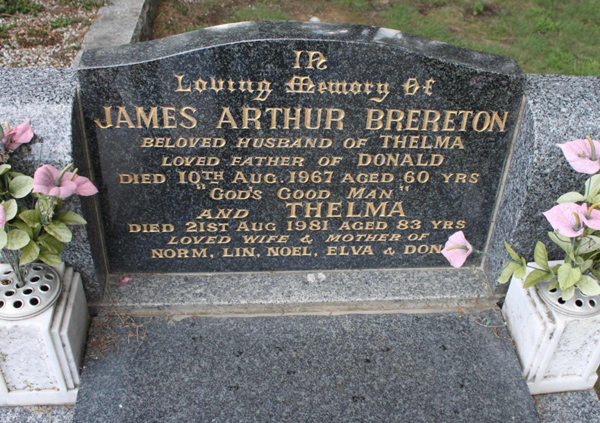 In
Loving Memory Of
JAMES ARTHUR BRERETON
BELOVED HUSBAND OF THELMA
LOVED FATHER OF DONALD
DIED 10TH AUG. 1967 AGED 60 YRS
"GOD'S GOOD MAN"
AND THELMA
DIED 21ST AUG 1981 AGED 83 YRS
LOVED WIFE & MOTHER OF
NORM, LIN, NOEL, ELVA & DON